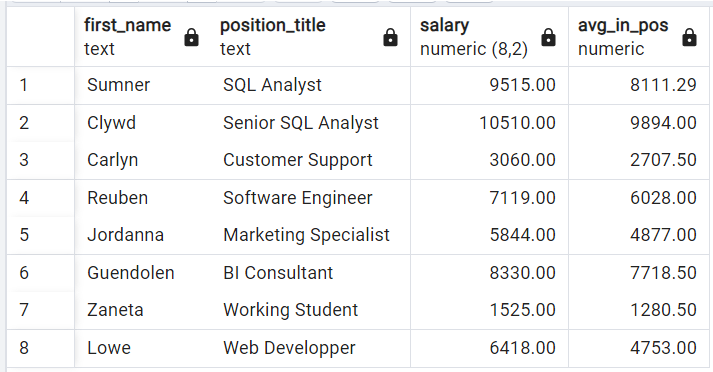 first_name position_title salary avg_in_pos
text text numeric (8,2) numeric
1 Sumner SQL Analyst 9515.00 8111.29
2 Clywd Senior SQL Analyst 10510.00 9894.00
3 Carlyn Customer Support 3060.00 2707.50
4 Reuben Software Engineer 7119.00 6028.00
5 Jordanna Marketing Specialist 5844.00 4877.00
6 Guendolen BI Consultant 8330.00 7718.50
7 Zaneta Working Student 1525.00 1280.50
8 Lowe Web Developper 6418.00 4753.00